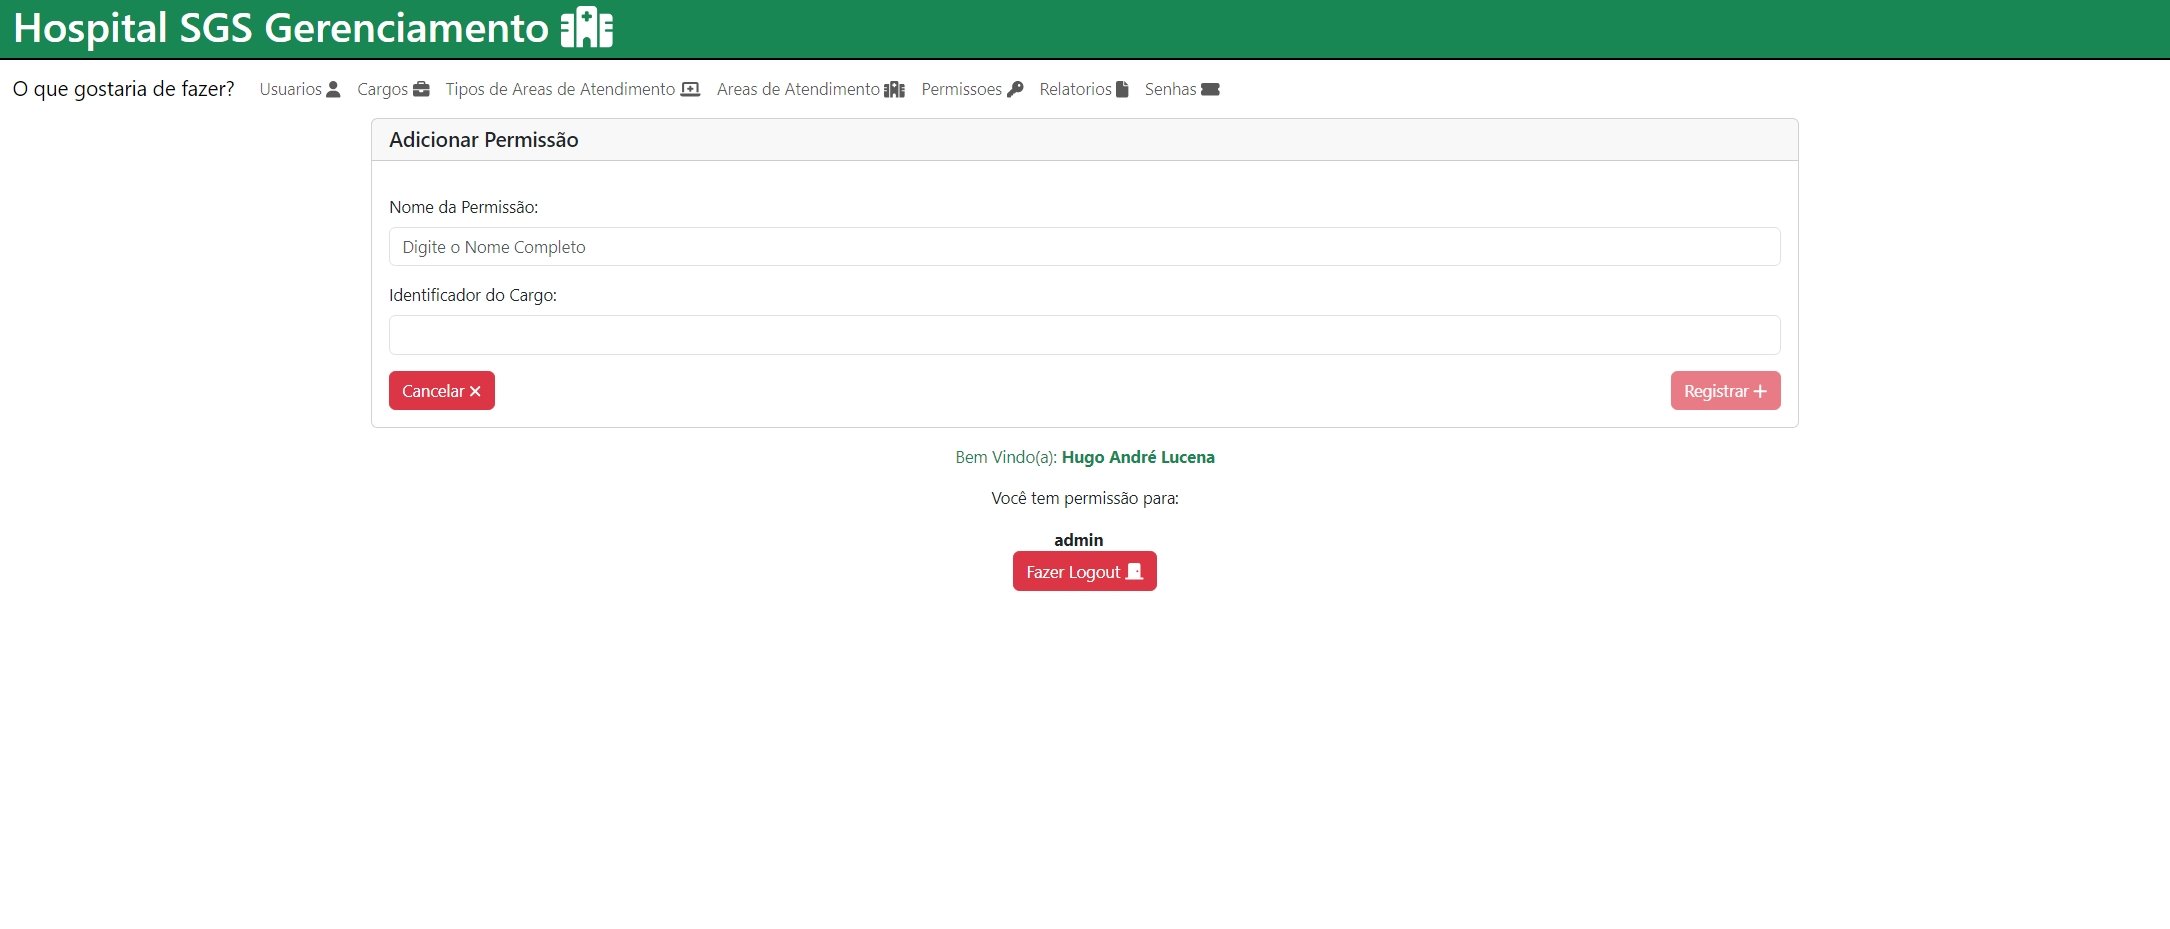 Hospital SGS Gerenciamento
O que gostaria de fazer? Usuarios Cargos Tipos de Areas de Atendimento Areas de Atendimento Permissoes Relatorios Senhas
Adicionar Permissão
Nome da Permissão:
Digite o Nome Completo
Identificador do Cargo:
Cancelar Registrar
Bem Vindo(a): Hugo André Lucena
Você tem permissão para:
admin
Fazer Logout